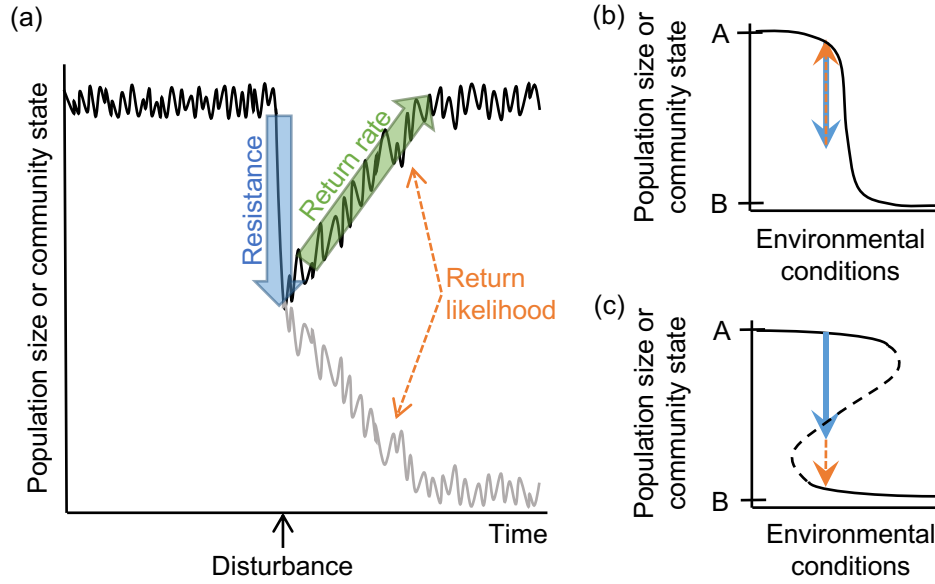 (a)
Population size or community state
Resistance
Return rate
Return
likelihood
Time
Disturbance
(b)
Population size or
community state
A
B
Environmental
conditions
(c)
Population size or
community state
A
B
Environmental
conditions